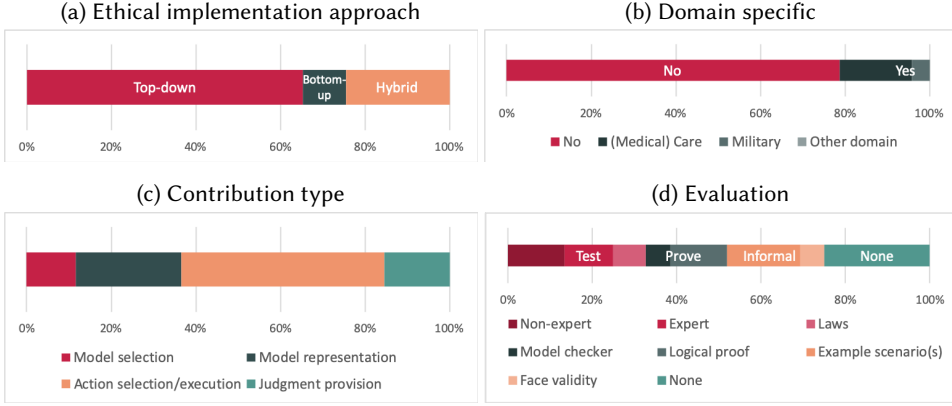 (a) Ethical implementation approach
Top-down
Bottom-
up
Hybrid
0% 20% 40% 60% 80% 100%
(b) Domain specific
No
Yes
0% 20% 40% 60% 80% 100%
No (Medical) Care Military Other domain
(c) Contribution type
0% 20% 40% 60% 80% 100%
Model selection Model representation
Action selection/execution Judgment provision
(d) Evaluation
Test Prove Informal None
0% 20% 40% 60% 80% 100%
Non-expert Expert Laws
Model checker Logical proof Example scenario(s)
Face validity None